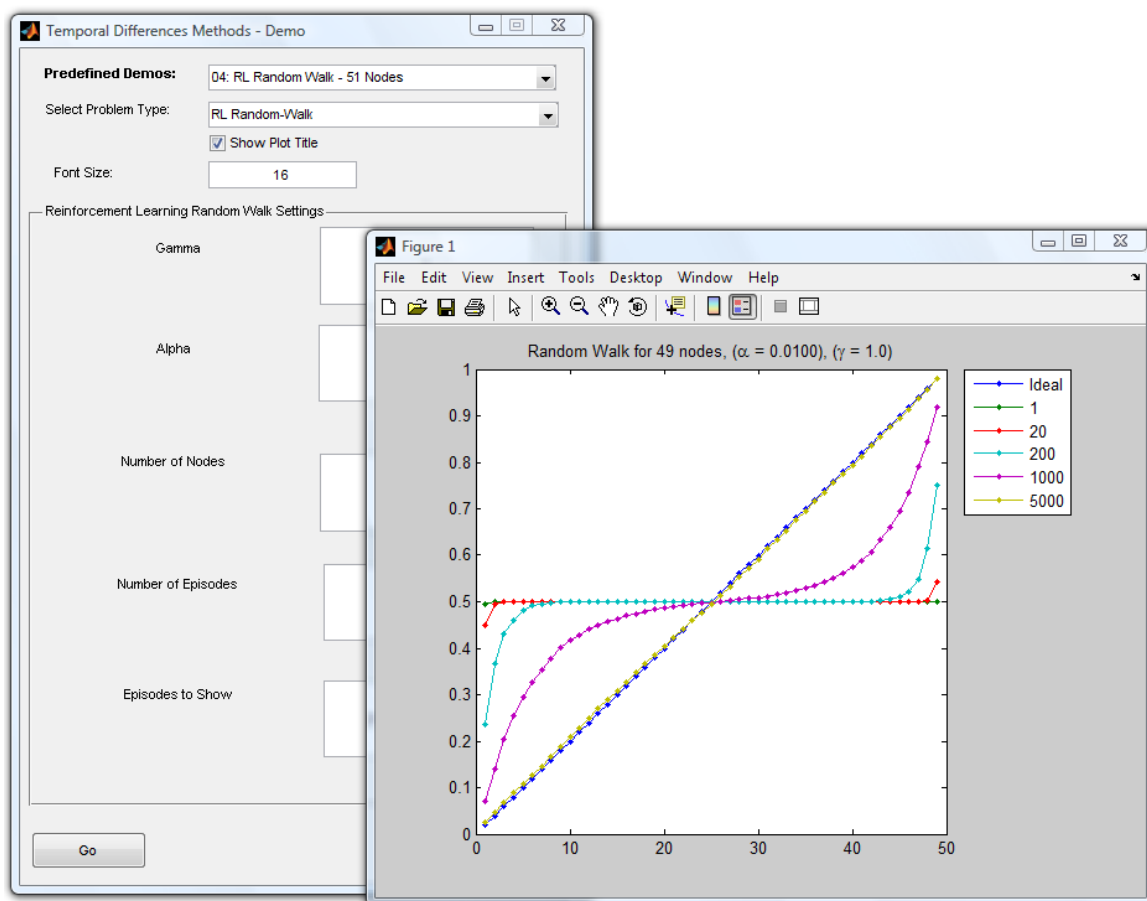 Temporal Differences Methods - Demo
Predefined Demos:
04: RL Random Walk - 51 Nodes
Select Problem Type:
RL Random-Walk
Show Plot Title
Font Size:
16
Reinforcement Learning Random Walk Settings
Gamma
Alpha
Number of Nodes
Number of Episodes
Episodes to Show
Go
Figure 1
File Edit View Insert Tools Desktop Window Help
Random Walk for 49 nodes, (α = 0.0100), (γ = 1.0)
1
0.9
0.8
0.7
0.6
0.5
0.4
0.3
0.2
0.1
0
0 10 20 30 40 50
Ideal
1
20
200
1000
5000